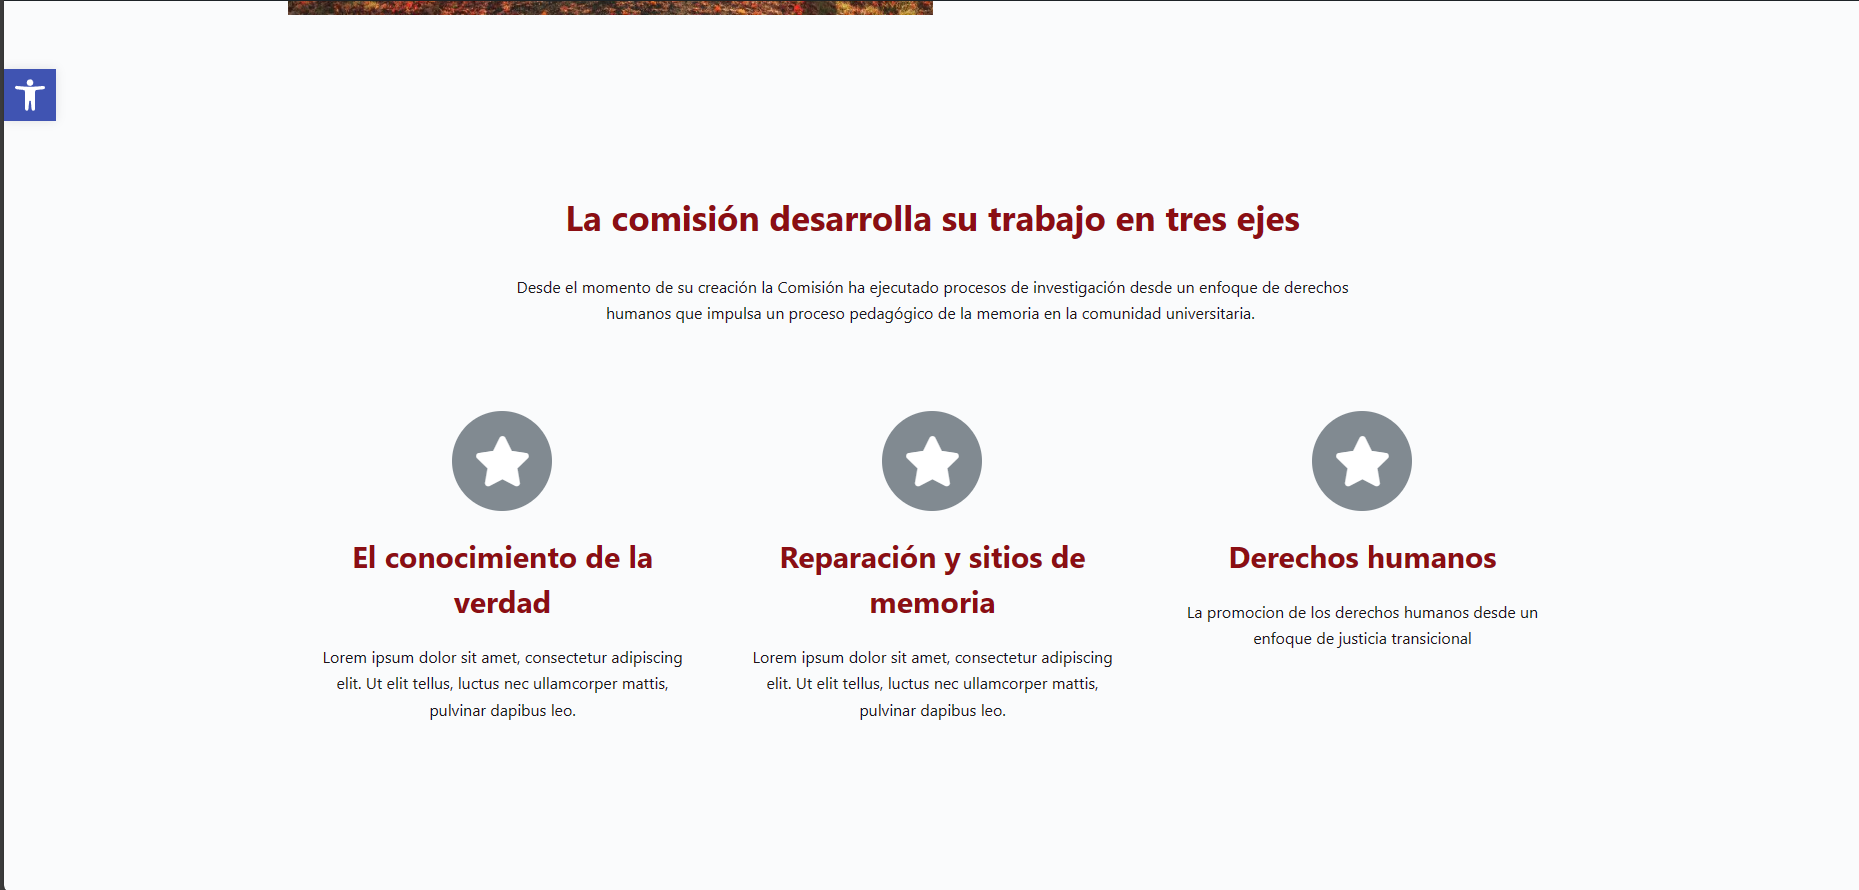 La comisión desarrolla su trabajo en tres ejes
Desde el momento de su creación la Comisión ha ejecutado procesos de investigación desde un enfoque de derechos
humanos que impulsa un proceso pedagógico de la memoria en la comunidad universitaria.
El conocimiento de la
verdad
Lorem ipsum dolor sit amet, consectetur adipiscing
elit. Ut elit tellus, luctus nec ullamcorper mattis,
pulvinar dapibus leo.
Reparación y sitios de
memoria
Lorem ipsum dolor sit amet, consectetur adipiscing
elit. Ut elit tellus, luctus nec ullamcorper mattis,
pulvinar dapibus leo.
Derechos humanos
La promocion de los derechos humanos desde un
enfoque de justicia transicional